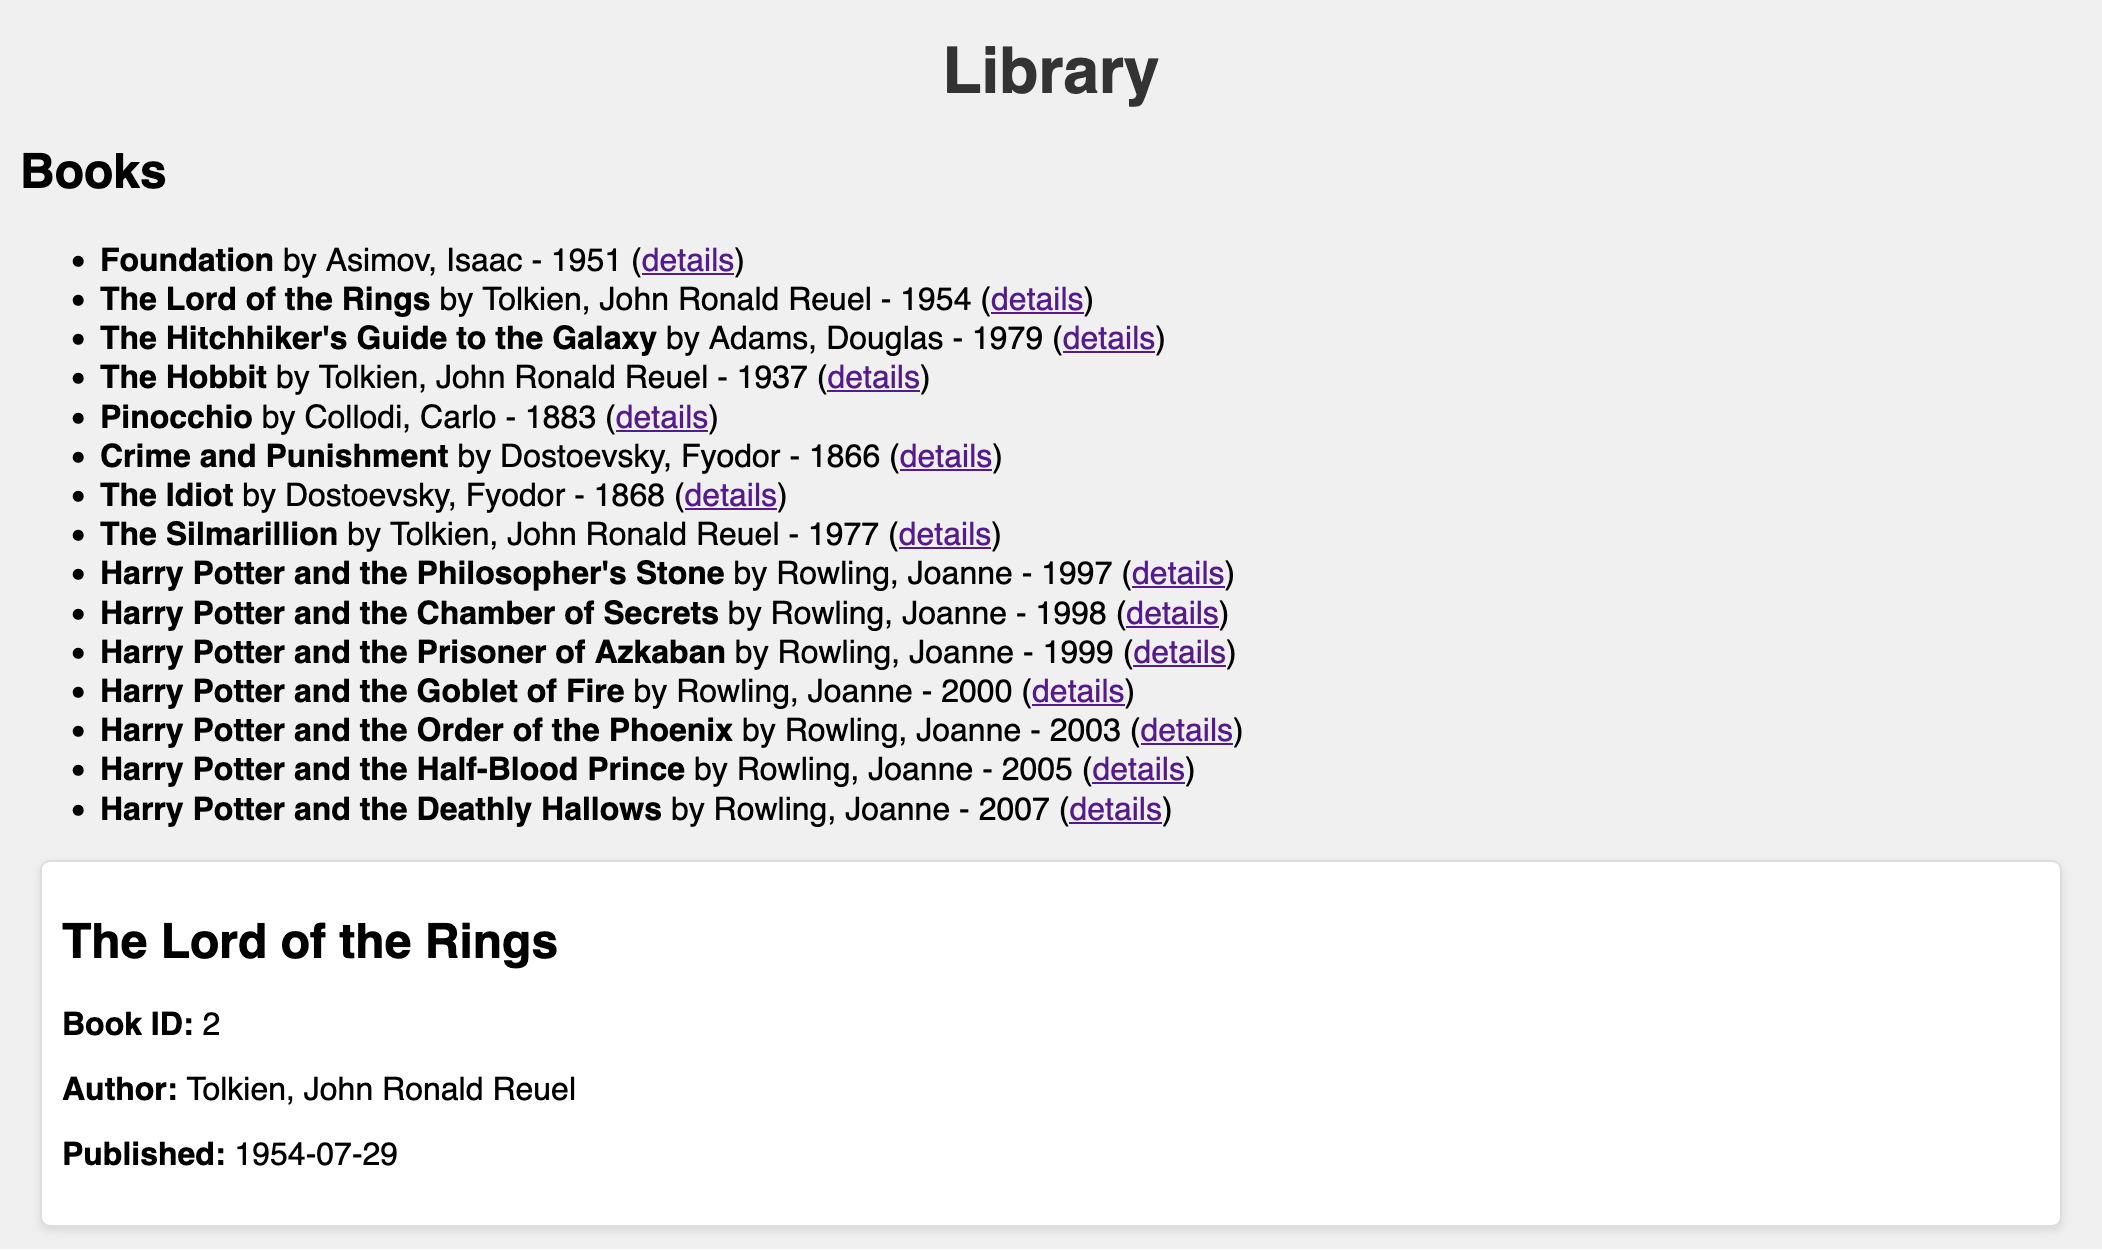 Library
Books
• Foundation by Asimov, Isaac - 1951 (details)
• The Lord of the Rings by Tolkien, John Ronald Reuel - 1954 (details)
• The Hitchhiker's Guide to the Galaxy by Adams, Douglas - 1979 (details)
• The Hobbit by Tolkien, John Ronald Reuel - 1937 (details)
• Pinocchio by Collodi, Carlo - 1883 (details)
• Crime and Punishment by Dostoevsky, Fyodor - 1866 (details)
• The Idiot by Dostoevsky, Fyodor - 1868 (details)
• The Silmarillion by Tolkien, John Ronald Reuel - 1977 (details)
• Harry Potter and the Philosopher's Stone by Rowling, Joanne - 1997 (details)
• Harry Potter and the Chamber of Secrets by Rowling, Joanne - 1998 (details)
• Harry Potter and the Prisoner of Azkaban by Rowling, Joanne - 1999 (details)
• Harry Potter and the Goblet of Fire by Rowling, Joanne - 2000 (details)
• Harry Potter and the Order of the Phoenix by Rowling, Joanne - 2003 (details)
• Harry Potter and the Half-Blood Prince by Rowling, Joanne - 2005 (details)
• Harry Potter and the Deathly Hallows by Rowling, Joanne - 2007 (details)
The Lord of the Rings
Book ID: 2
Author: Tolkien, John Ronald Reuel
Published: 1954-07-29